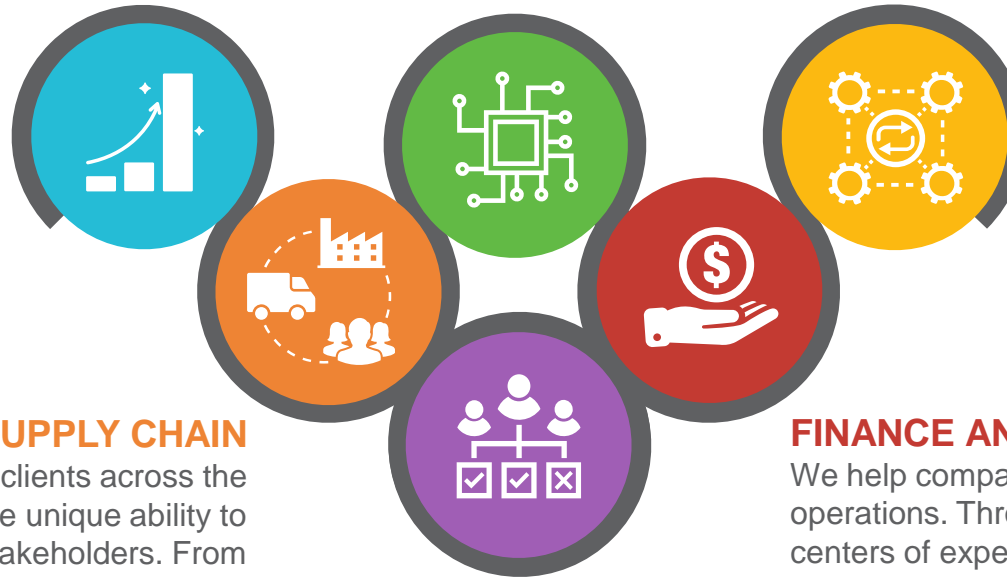 UPPLY CHAIN
clients across the
e unique ability to
akeholders. From
$
FINANCE AN
We help compa
operations. Thr
centers of expe